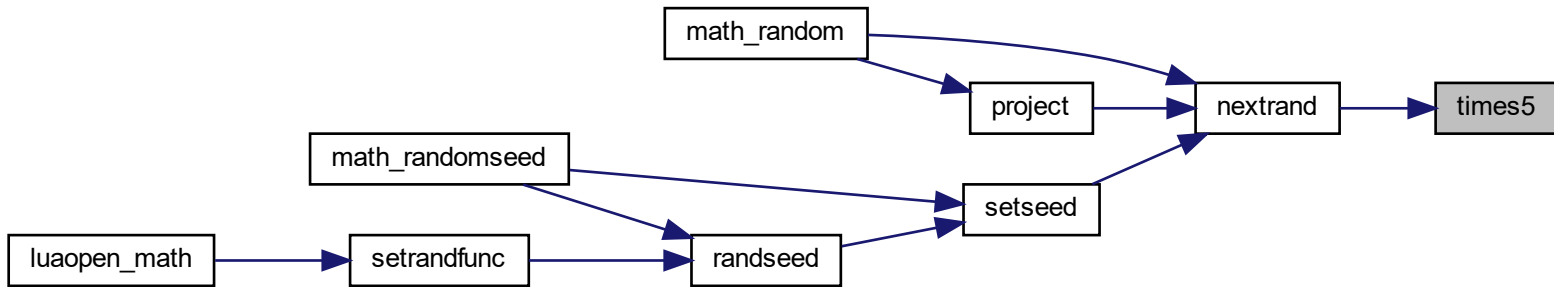 math_random
project
nextrand
times5
math_randomseed
setseed
luaopen_math
setrandfunc
randseed